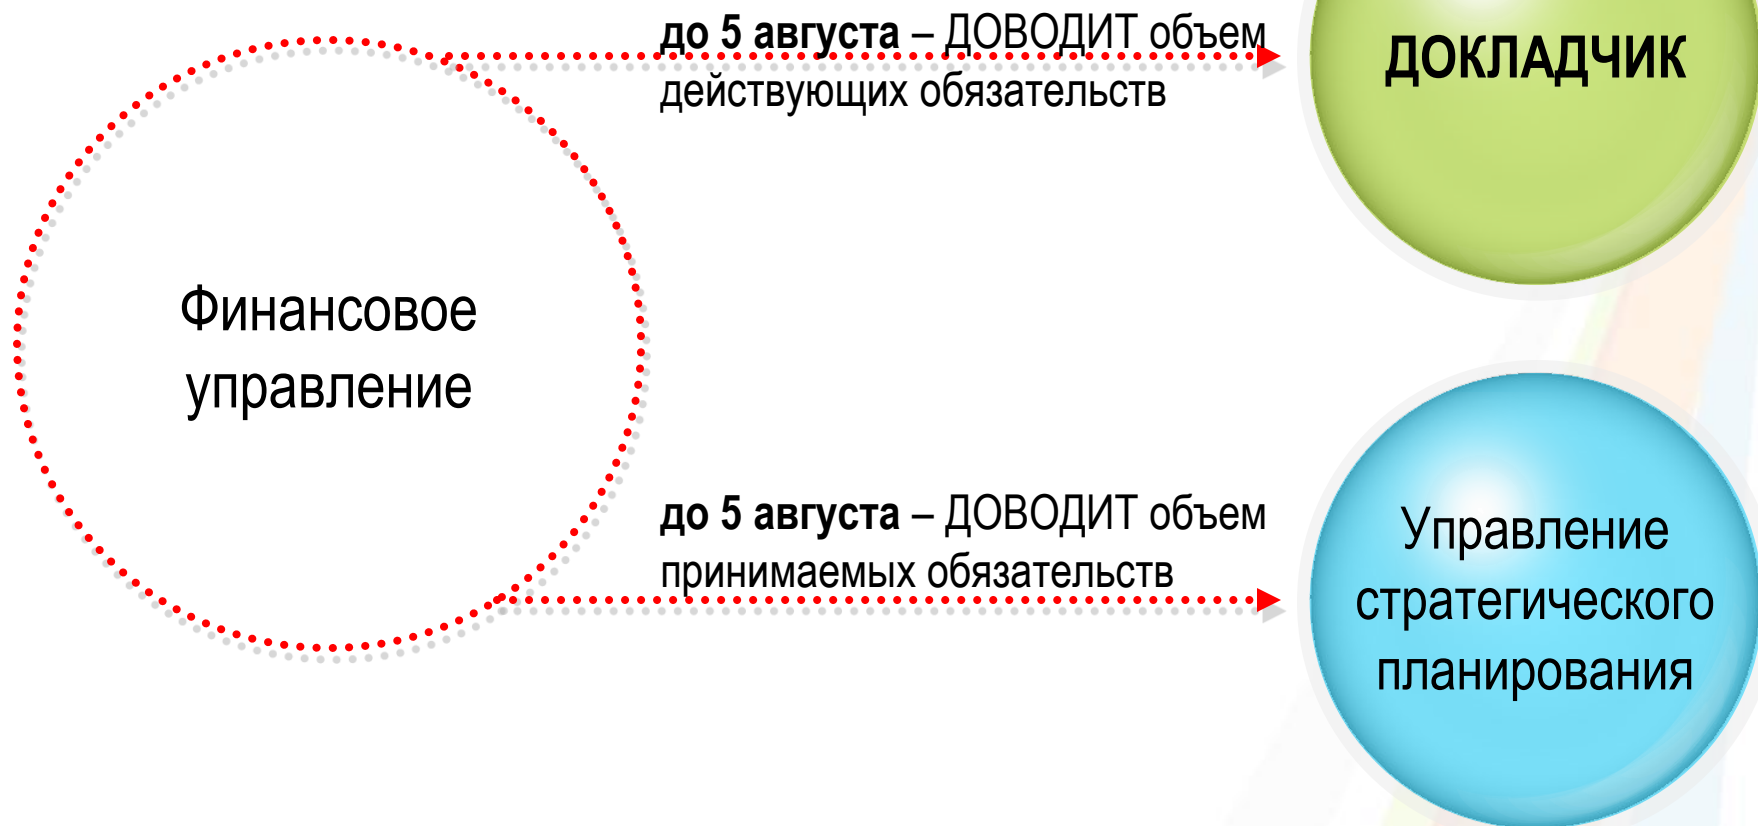 до 5 августа – ДОВОДИТ объем
действующих обязательств
ДОКЛАДЧИК
Финансовое
управление
до 5 августа – ДОВОДИТ объем
принимаемых обязательств
Управление
стратегического
планирования